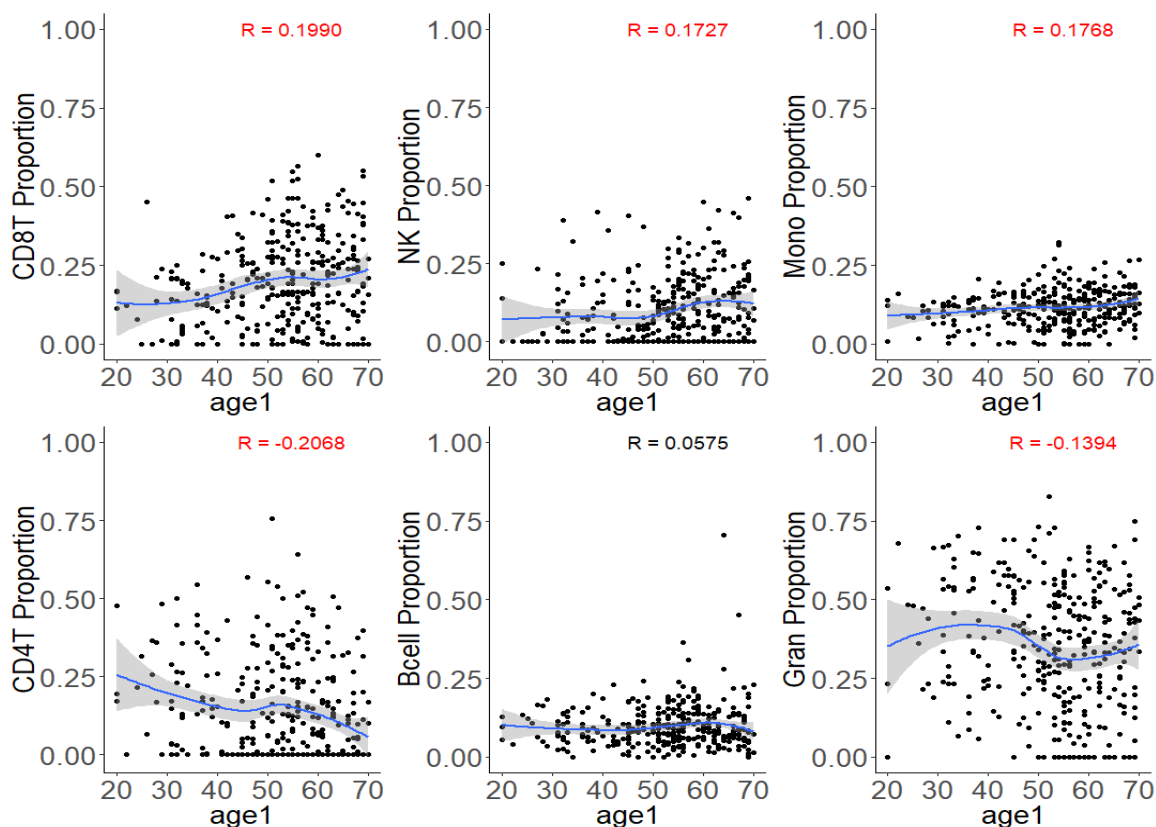 R = 0.1990
1.00
0.75
0.50
0.25
0.00
CD8T Proportion
20 30 40 50 60 70
age1
R = 0.1727
1.00
0.75
0.50
0.25
0.00
NK Proportion
20 30 40 50 60 70
age1
R = 0.1768
1.00
0.75
0.50
0.25
0.00
Mono Proportion
20 30 40 50 60 70
age1
R = -0.2068
1.00
0.75
0.50
0.25
0.00
CD4T Proportion
20 30 40 50 60 70
age1
R = 0.0575
1.00
0.75
0.50
0.25
0.00
Bcell Proportion
20 30 40 50 60 70
age1
R = -0.1394
1.00
0.75
0.50
0.25
0.00
Gran Proportion
20 30 40 50 60 70
age1